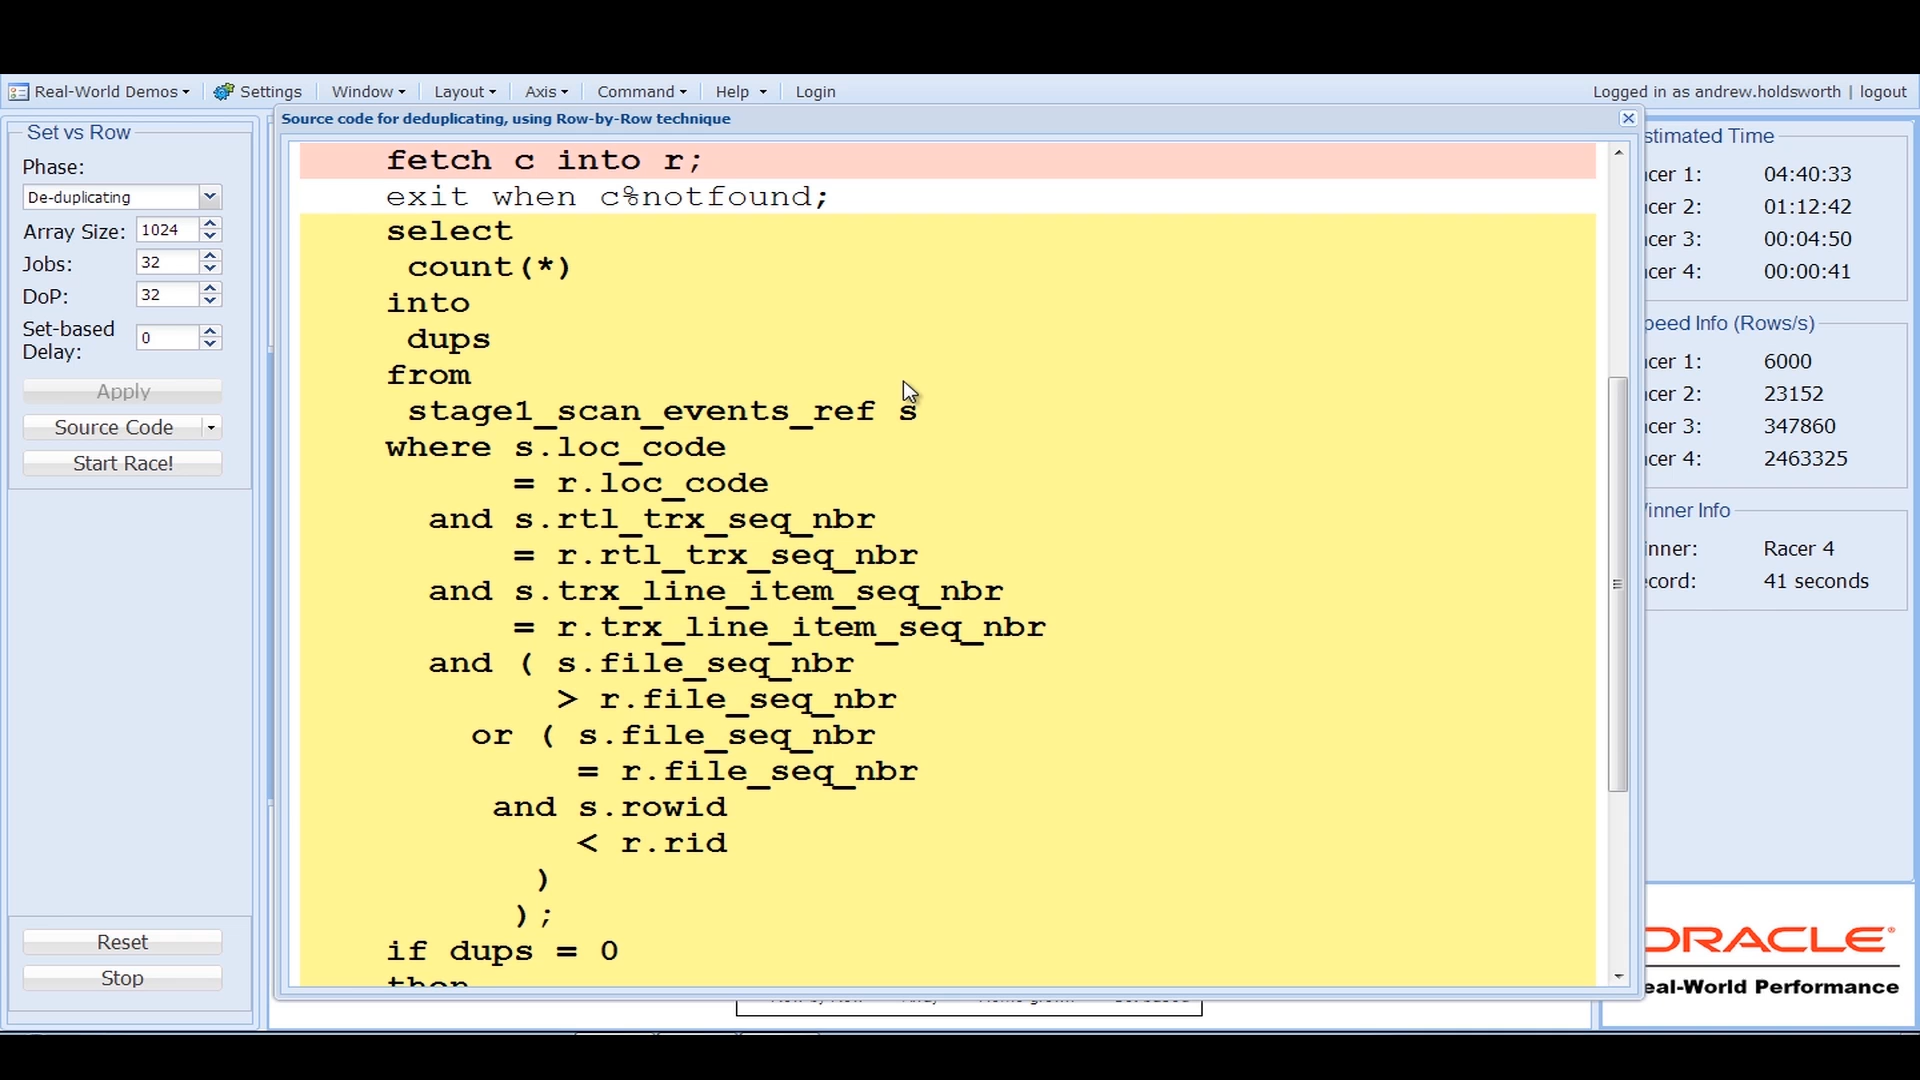 Real-World Demos
Settings
Window
Layout
Axis
Command
Help
Login
Logged in as andrew.holdsworth | logout
Set vs Row
Phase:
De-duplicating
Array Size: 1024
Jobs: 32
DoP: 32
Set-based
Delay: 0
Apply
Source Code
Start Race!
Reset
Stop
Source code for deduplicating, using Row-by-Row technique
fetch c into r;
exit when c%notfound;
select
count(*)
into
dups
from
stage1_scan_events_ref s
where s.loc_code
= r.loc_code
and s.rtl_trx_seq_nbr
= r.rtl_trx_seq_nbr
and s.trx_line_item_seq_nbr
= r.trx_line_item_seq_nbr
and ( s.file_seq_nbr
> r.file_seq_nbr
or ( s.file_seq_nbr
= r.file_seq_nbr
and s.rowid
< r.rid
)
);
if dups = 0
then
stimated Time
cer 1: 04:40:33
cer 2: 01:12:42
cer 3: 00:04:50
cer 4: 00:00:41
peed Info (Rows/s)
cer 1: 6000
cer 2: 23152
cer 3: 347860
cer 4: 2463325
inner Info
nner: Racer 4
cord: 41 seconds
ORACLE
eal-World Performance